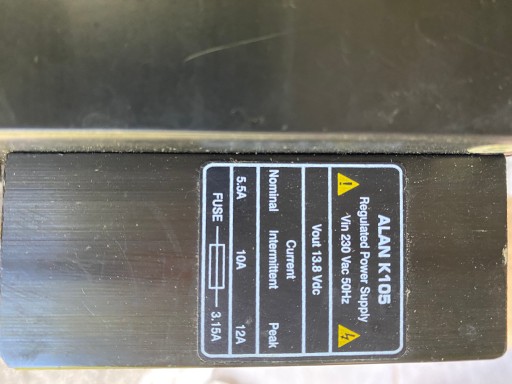 ALAN K105
Regulated Power Supply
Vin 230 Vac 50Hz
Vout 13.8 Vdc
Current
Nominal Intermittent Peak
5.5A 10A 12A
FUSE 3.15A